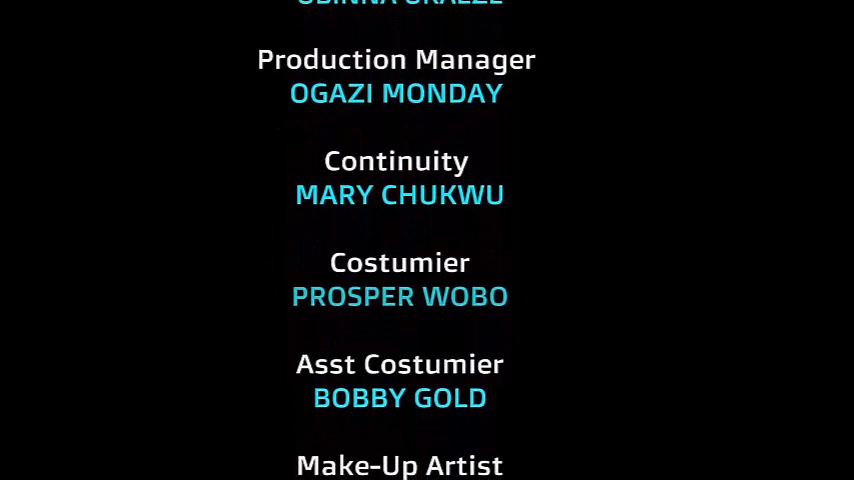 Production Manager
OGAZI MONDAY
Continuity
MARY CHUKWU
Costumier
PROSPER WOBO
Asst Costumier
BOBBY GOLD
Make-Up Artist